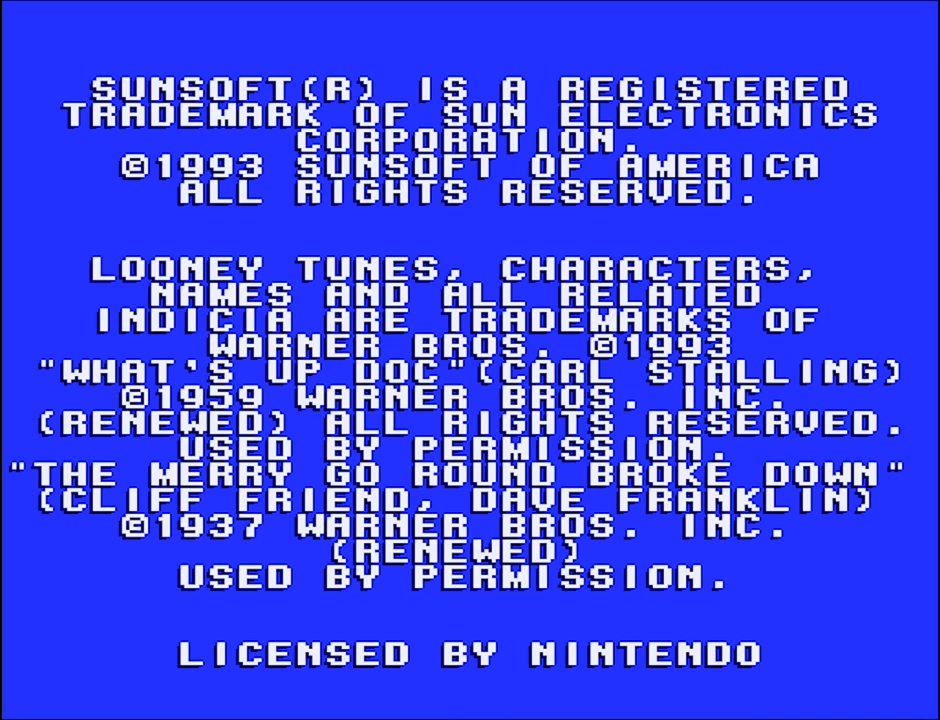 SUNSOFT(R) IS A REGISTERED
TRADEMARK OF SUN ELECTRONICS
CORPORATION.
©1993 SUNSOFT OF AMERICA
ALL RIGHTS RESERVED.
LOONEY TUNES, CHARACTERS,
NAMES AND ALL RELATED
INDICIA ARE TRADEMARKS OF
WARNER BROS. ©1993
"WHAT'S UP DOC"(CARL STALLING)
©1959 WARNER BROS. INC.
(RENEWED) ALL RIGHTS RESERVED.
USED BY PERMISSION.
"THE MERRY GO ROUND BROKE DOWN"
(CLIFF FRIEND, DAVE FRANKLIN)
©1937 WARNER BROS. INC.
(RENEWED)
USED BY PERMISSION.
LICENSED BY NINTENDO